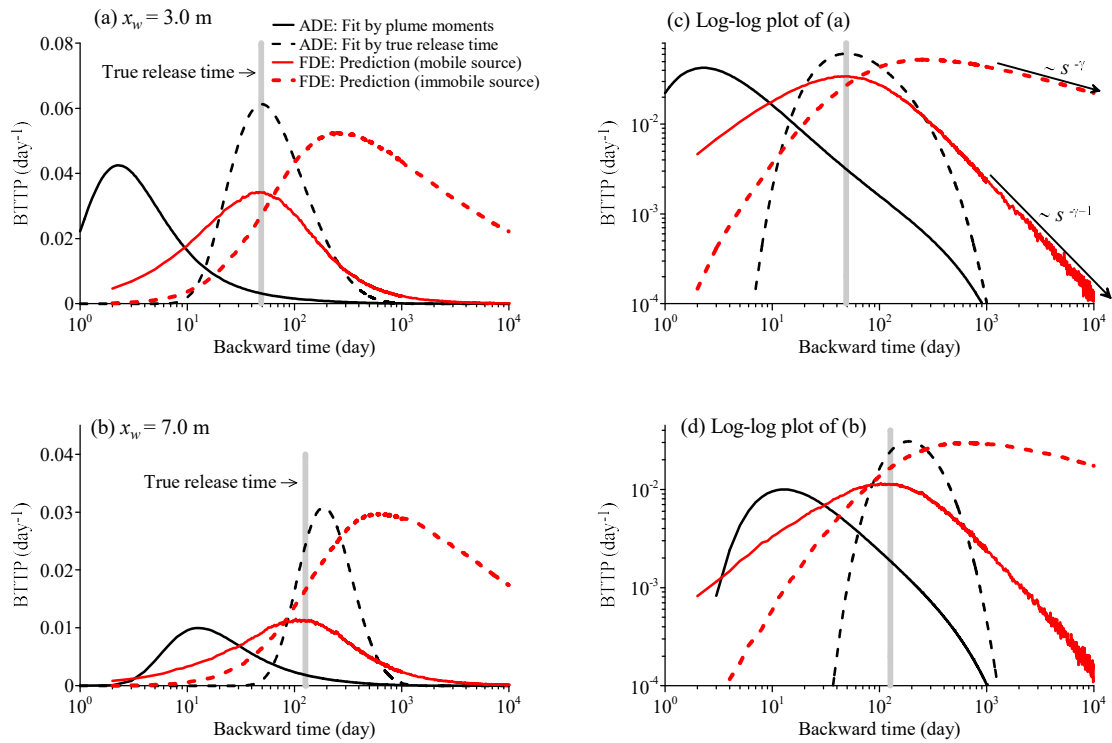 (a) x_w = 3.0 m
ADE: Fit by plume moments
ADE: Fit by true release time
FDE: Prediction (mobile source)
FDE: Prediction (immobile source)
True release time→
BTTP (day⁻¹)
0.08
0.06
0.04
0.02
0
10⁰ 10¹ 10² 10³ 10⁴
Backward time (day)
(c) Log-log plot of (a)
~ s^-γ
~ s^-γ−1
BTTP (day⁻¹)
10⁻²
10⁻³
10⁻⁴
10⁰ 10¹ 10² 10³ 10⁴
Backward time (day)
(b) x_w = 7.0 m
True release time→
BTTP (day⁻¹)
0.04
0.03
0.02
0.01
0
10⁰ 10¹ 10² 10³ 10⁴
Backward time (day)
(d) Log-log plot of (b)
BTTP (day⁻¹)
10⁻²
10⁻³
10⁻⁴
10⁰ 10¹ 10² 10³ 10⁴
Backward time (day)